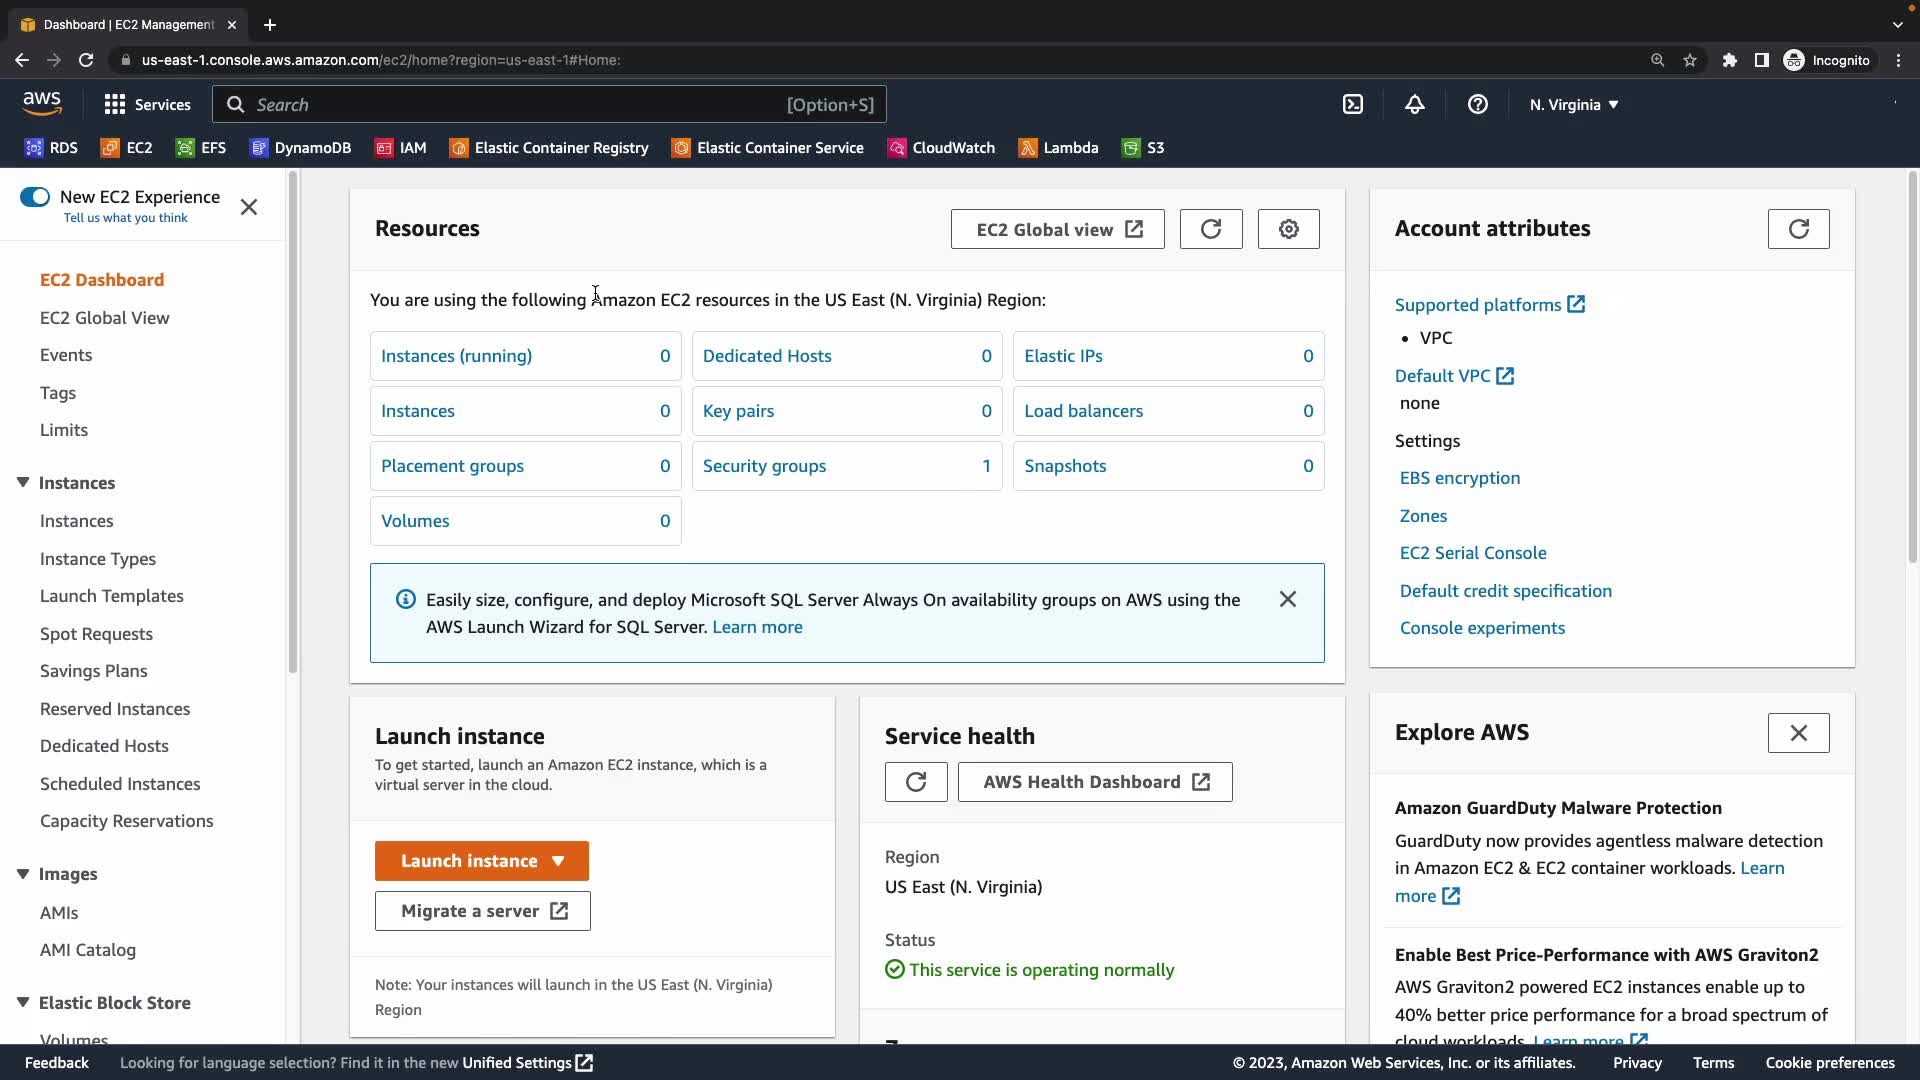 Dashboard | EC2 Management
us-east-1.console.aws.amazon.com/ec2/home?region=us-east-1#Home:
Incognito
aws
Services
Search
[Option+S]
N. Virginia
RDS
EC2
EFS
DynamoDB
IAM
Elastic Container Registry
Elastic Container Service
CloudWatch
Lambda
S3
New EC2 Experience
Tell us what you think
EC2 Dashboard
EC2 Global View
Events
Tags
Limits
Instances
Instances
Instance Types
Launch Templates
Spot Requests
Savings Plans
Reserved Instances
Dedicated Hosts
Scheduled Instances
Capacity Reservations
Images
AMIs
AMI Catalog
Elastic Block Store
Volumes
Resources
EC2 Global view
You are using the following Amazon EC2 resources in the US East (N. Virginia) Region:
Instances (running) 0
Dedicated Hosts 0
Elastic IPs 0
Instances 0
Key pairs 0
Load balancers 0
Placement groups 0
Security groups 1
Snapshots 0
Volumes 0
Easily size, configure, and deploy Microsoft SQL Server Always On availability groups on AWS using the
AWS Launch Wizard for SQL Server. Learn more
Launch instance
To get started, launch an Amazon EC2 instance, which is a
virtual server in the cloud.
Launch instance
Migrate a server
Note: Your instances will launch in the US East (N. Virginia)
Region
Service health
AWS Health Dashboard
Region
US East (N. Virginia)
Status
This service is operating normally
Account attributes
Supported platforms
• VPC
Default VPC
none
Settings
EBS encryption
Zones
EC2 Serial Console
Default credit specification
Console experiments
Explore AWS
Amazon GuardDuty Malware Protection
GuardDuty now provides agentless malware detection
in Amazon EC2 & EC2 container workloads. Learn
more
Enable Best Price-Performance with AWS Graviton2
AWS Graviton2 powered EC2 instances enable up to
40% better price performance for a broad spectrum of
cloud workloads. Learn more
Feedback
Looking for language selection? Find it in the new Unified Settings
© 2023, Amazon Web Services, Inc. or its affiliates.
Privacy
Terms
Cookie preferences